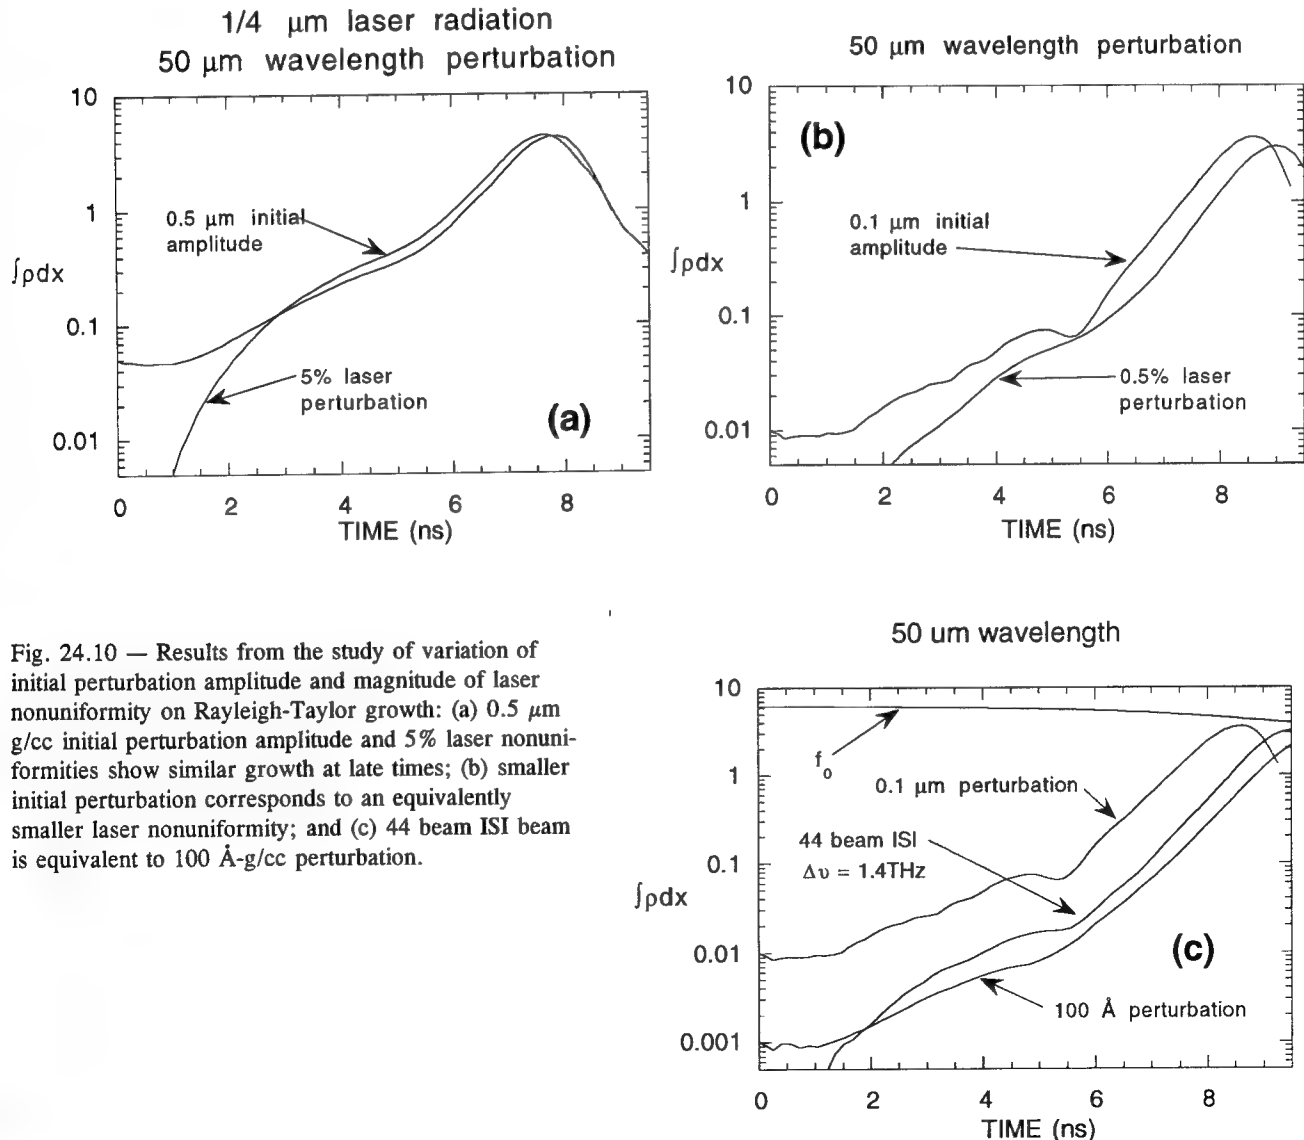 1/4 μm laser radiation
50 μm wavelength perturbation
10
1
0.1
0.01
∫ρdx
0.5 μm initial
amplitude
5% laser
perturbation
(a)
0
2
4
6
8
TIME (ns)
50 μm wavelength perturbation
10
1
0.1
0.01
∫ρdx
(b)
0.1 μm initial
amplitude
0.5% laser
perturbation
0
2
4
6
8
TIME (ns)
Fig. 24.10 — Results from the study of variation of
initial perturbation amplitude and magnitude of laser
nonuniformity on Rayleigh-Taylor growth: (a) 0.5 μm
g/cc initial perturbation amplitude and 5% laser nonuni-
formities show similar growth at late times; (b) smaller
initial perturbation corresponds to an equivalently
smaller laser nonuniformity; and (c) 44 beam ISI beam
is equivalent to 100 Å-g/cc perturbation.
50 um wavelength
10
1
0.1
0.01
0.001
∫ρdx
fo
0.1 μm perturbation
44 beam ISI
Δυ = 1.4THz
(c)
100 Å perturbation
0
2
4
6
8
TIME (ns)